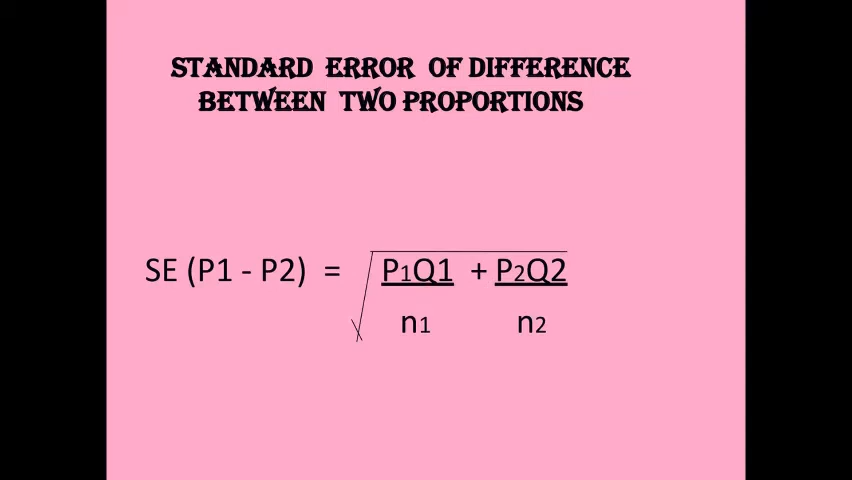 STANDARD ERROR OF DIFFERENCE
BETWEEN TWO PROPORTIONS
SE (P1 - P2) = √ P1Q1 + P2Q2
n1 n2